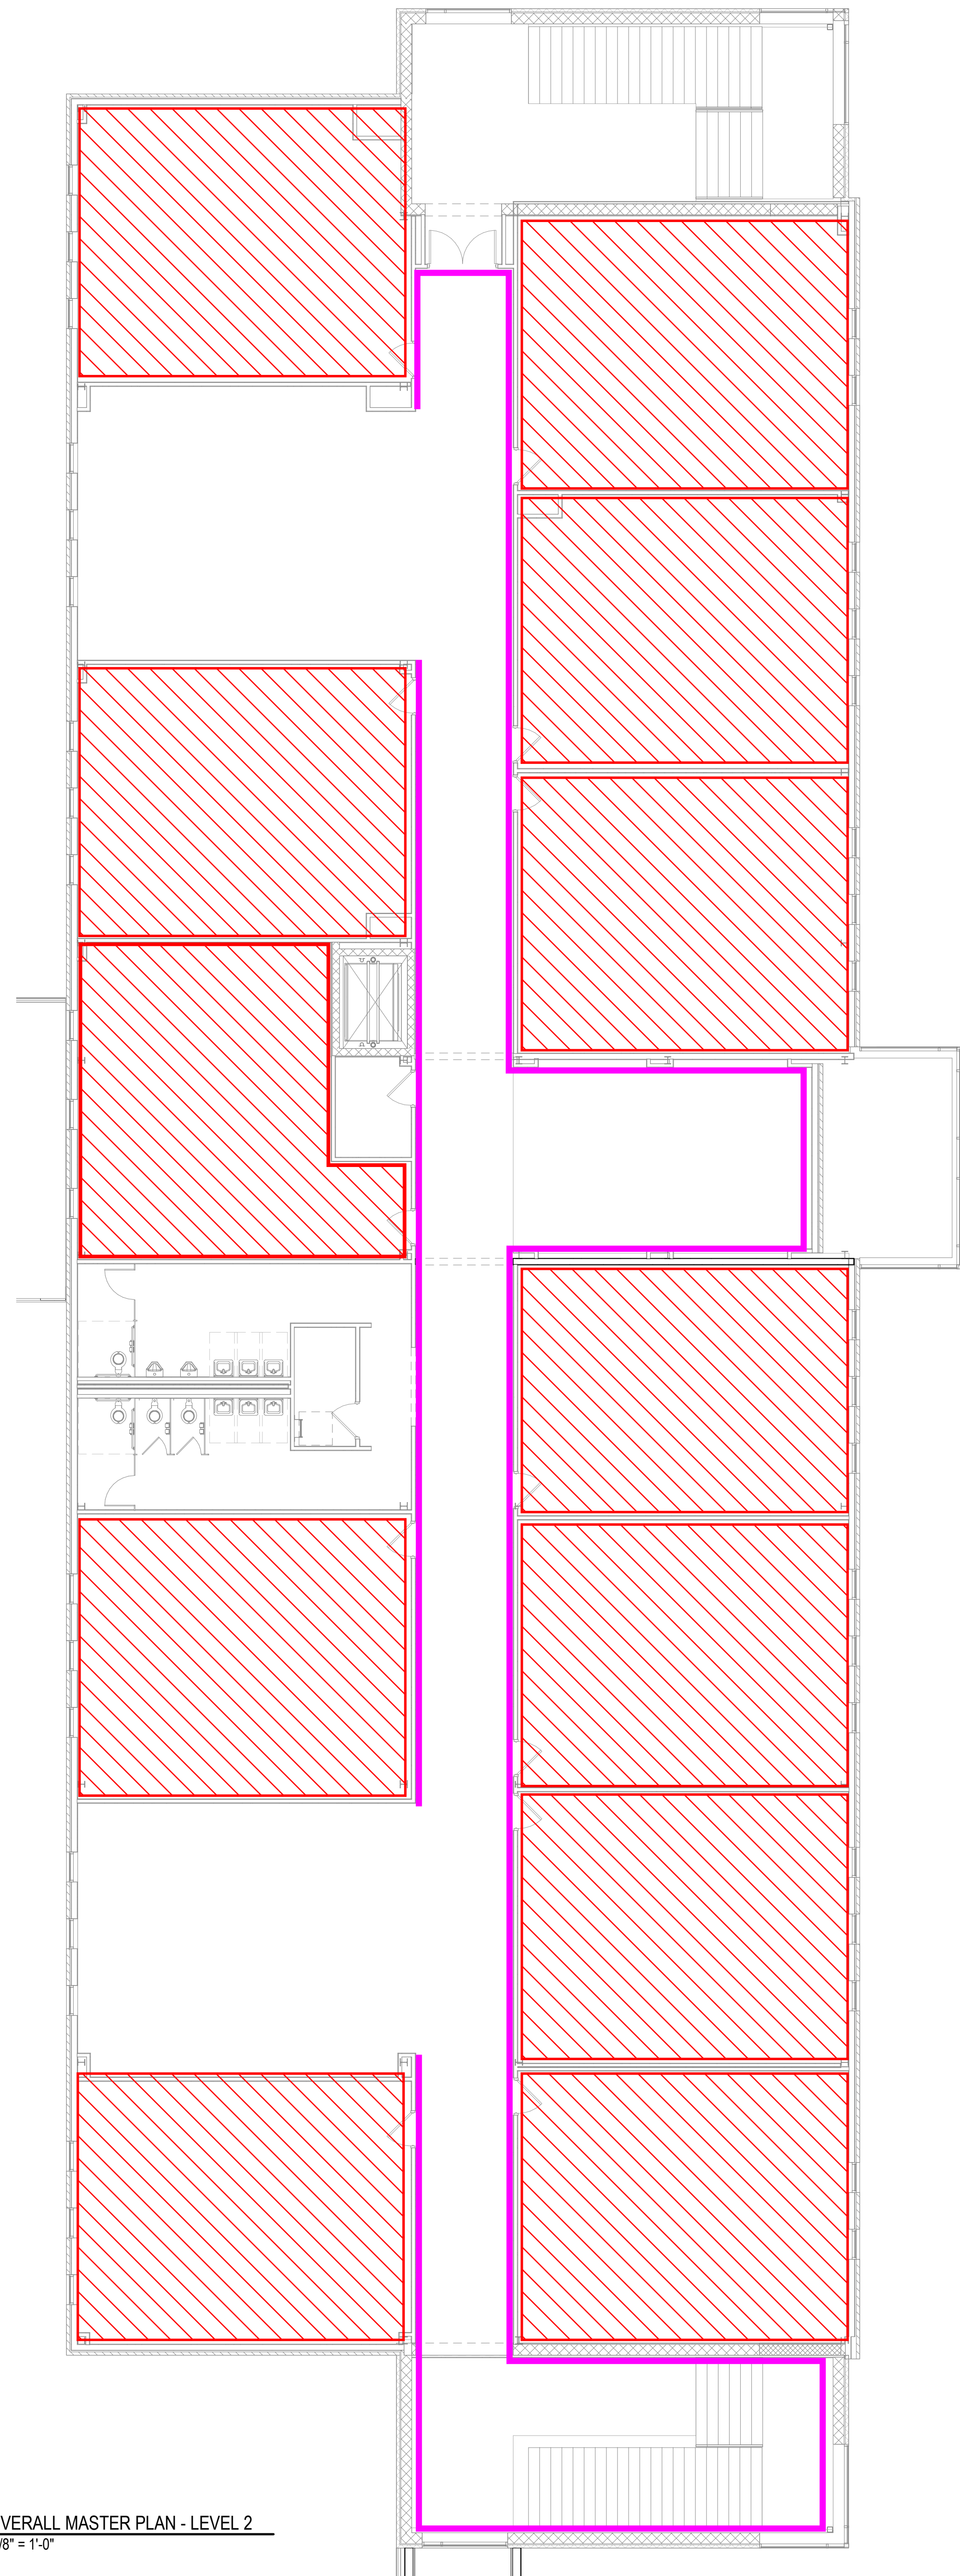 VERALL MASTER PLAN - LEVEL 2
/8" = 1'-0"